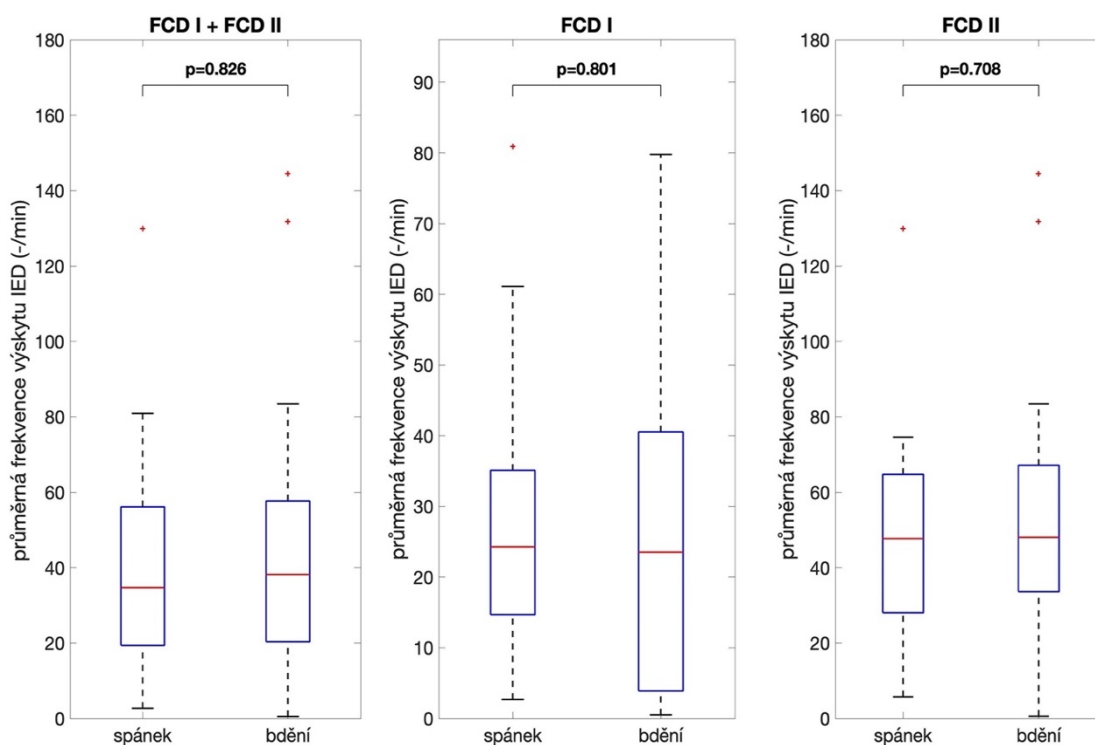 FCD I + FCD II
průměrná frekvence výskytu IED (-/min)
180
160
140
120
100
80
60
40
20
0
p=0.826
spánek
bdění
FCD I
průměrná frekvence výskytu IED (-/min)
90
80
70
60
50
40
30
20
10
0
p=0.801
spánek
bdění
FCD II
průměrná frekvence výskytu IED (-/min)
180
160
140
120
100
80
60
40
20
0
p=0.708
spánek
bdění